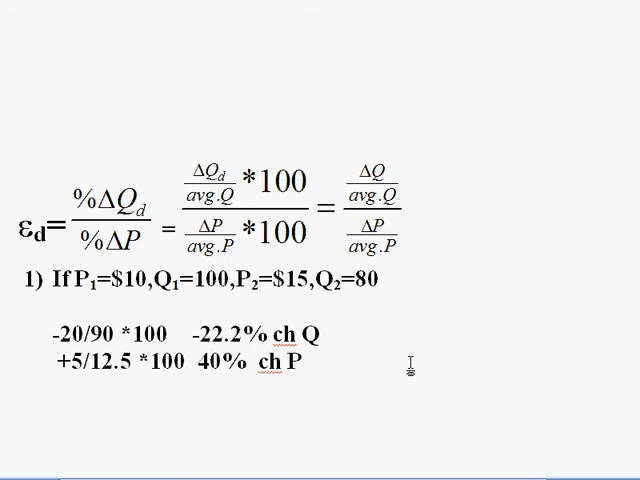 εd= %ΔQd / %ΔP = ΔQd / avg.Q *100 / ΔP / avg.P *100 = ΔQ / avg.Q / ΔP / avg.P
1) If P1=$10,Q1=100,P2=$15,Q2=80
-20/90 *100 -22.2% ch Q
+5/12.5 *100 40% ch P